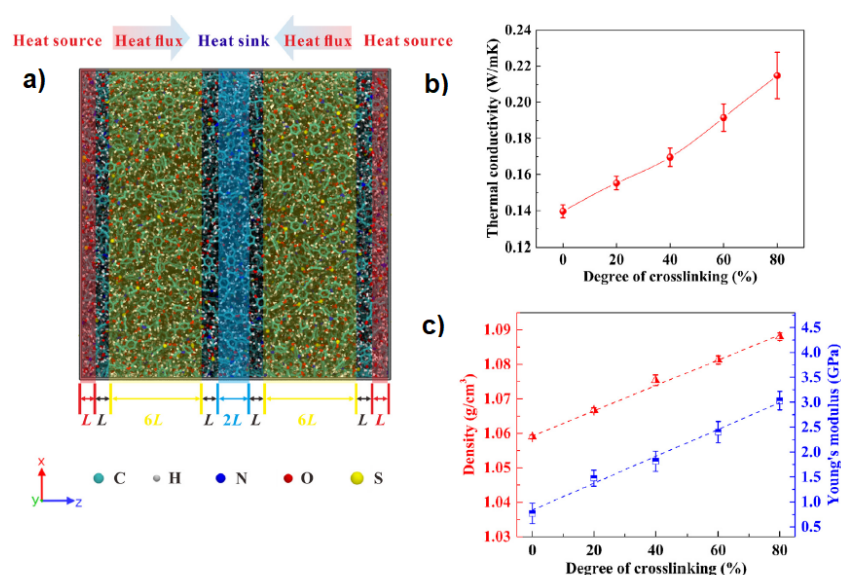 Heat source Heat flux Heat sink Heat flux Heat source
a)
L L 6L L 2L L 6L L L
C H N O S
x
y z
b)
Thermal conductivity (W/mK)
0.24
0.22
0.20
0.18
0.16
0.14
0.12
0 20 40 60 80
Degree of crosslinking (%)
c)
Density (g/cm³)
1.09
1.08
1.07
1.06
1.05
1.04
1.03
Young's modulus (GPa)
4.5
4.0
3.5
3.0
2.5
2.0
1.5
1.0
0.5
0 20 40 60 80
Degree of crosslinking (%)